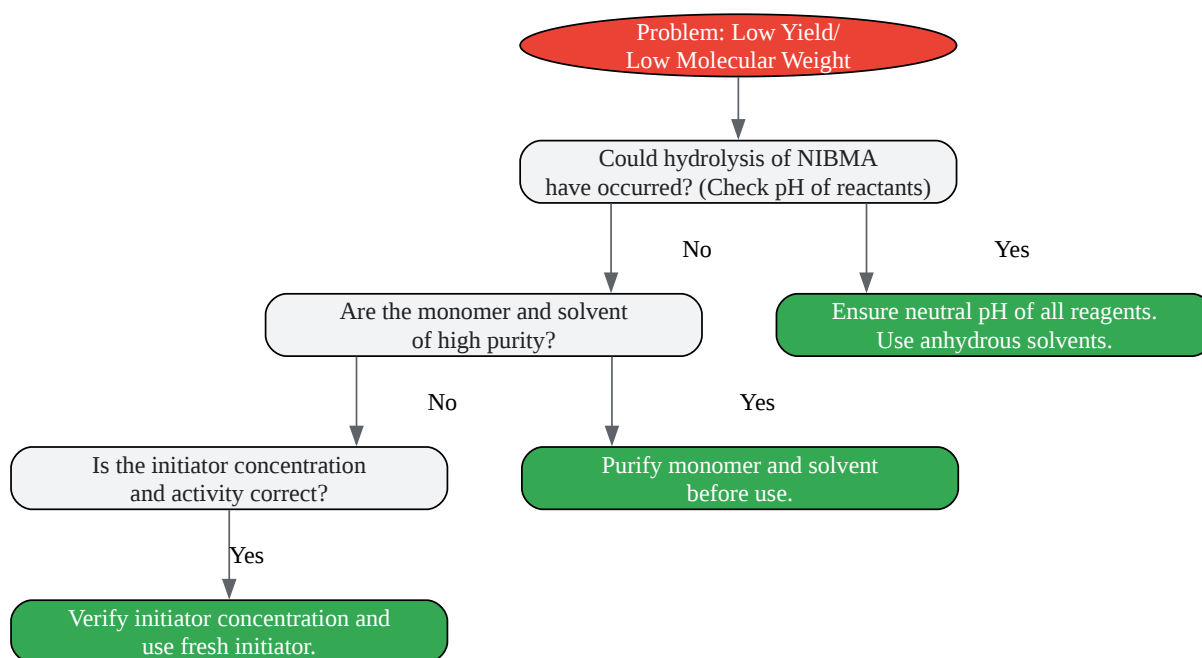 Problem: Low Yield/
Low Molecular Weight
Could hydrolysis of NIBMA
have occurred? (Check pH of reactants)
No
Yes
Are the monomer and solvent
of high purity?
Ensure neutral pH of all reagents.
Use anhydrous solvents.
No
Yes
Is the initiator concentration
and activity correct?
Purify monomer and solvent
before use.
Yes
Verify initiator concentration and
use fresh initiator.